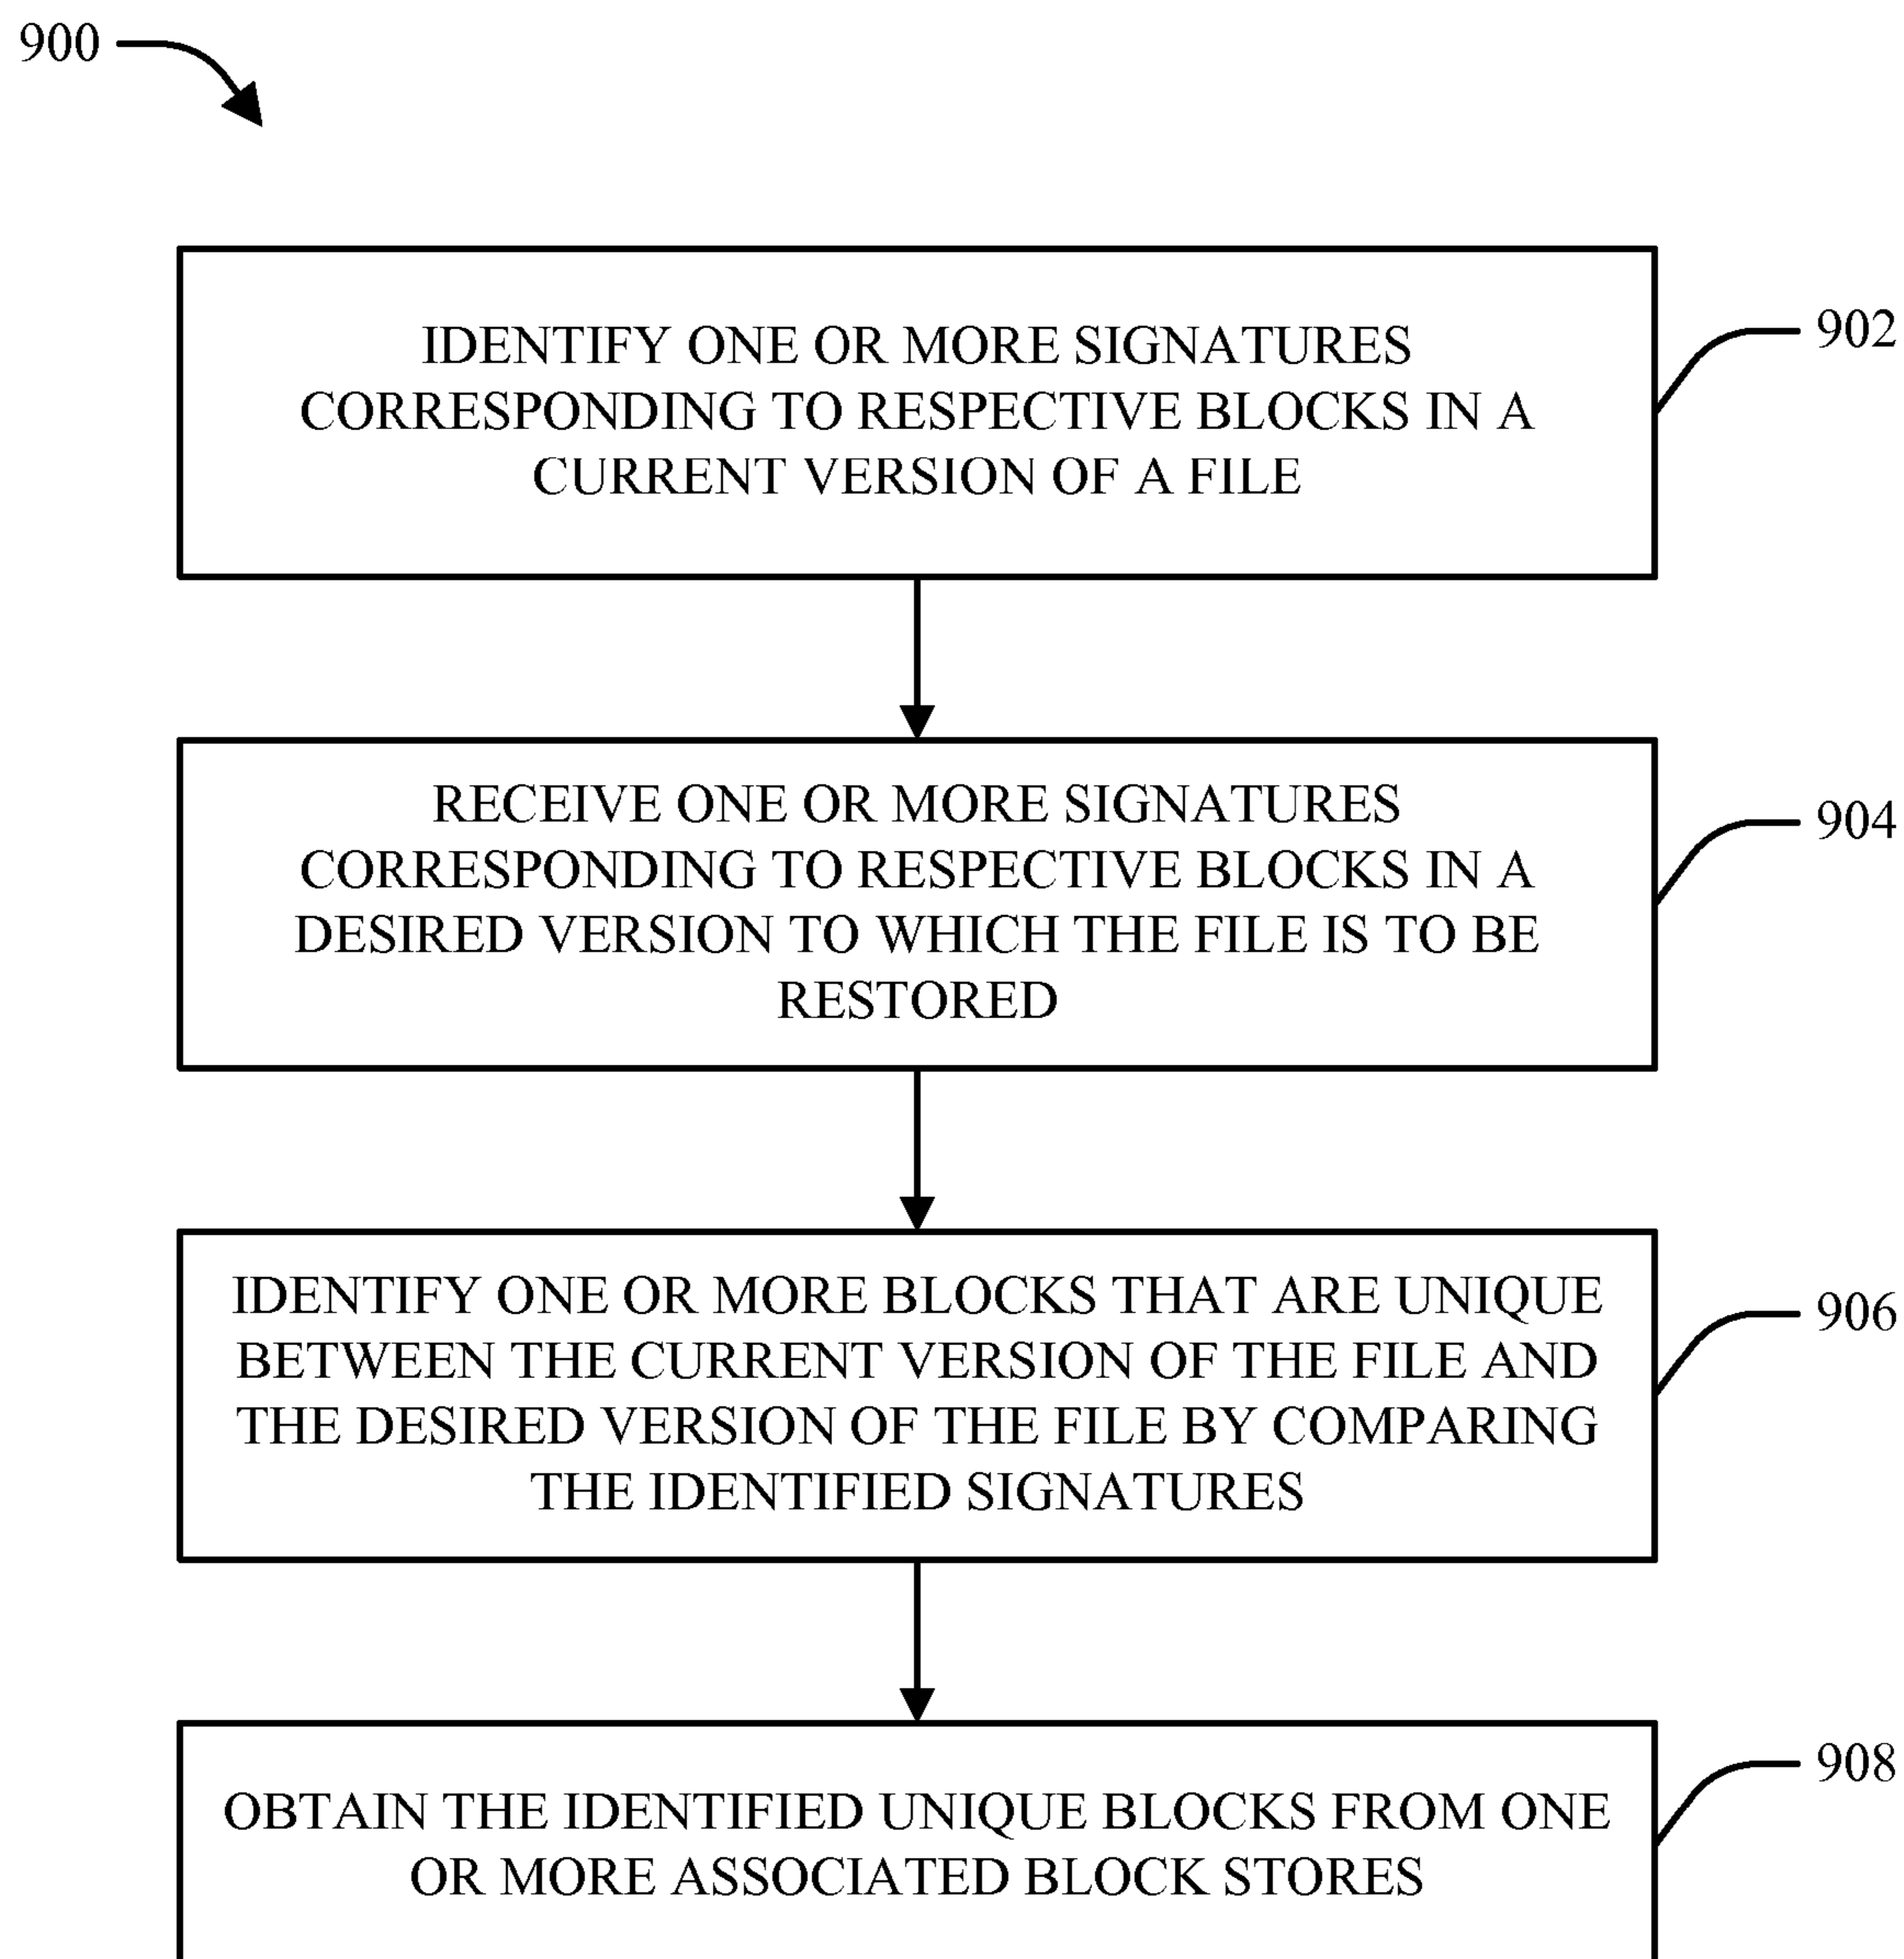 900
IDENTIFY ONE OR MORE SIGNATURES
CORRESPONDING TO RESPECTIVE BLOCKS IN A
CURRENT VERSION OF A FILE
902
RECEIVE ONE OR MORE SIGNATURES
CORRESPONDING TO RESPECTIVE BLOCKS IN A
DESIRED VERSION TO WHICH THE FILE IS TO BE
RESTORED
904
IDENTIFY ONE OR MORE BLOCKS THAT ARE UNIQUE
BETWEEN THE CURRENT VERSION OF THE FILE AND
THE DESIRED VERSION OF THE FILE BY COMPARING
THE IDENTIFIED SIGNATURES
906
OBTAIN THE IDENTIFIED UNIQUE BLOCKS FROM ONE
OR MORE ASSOCIATED BLOCK STORES
908